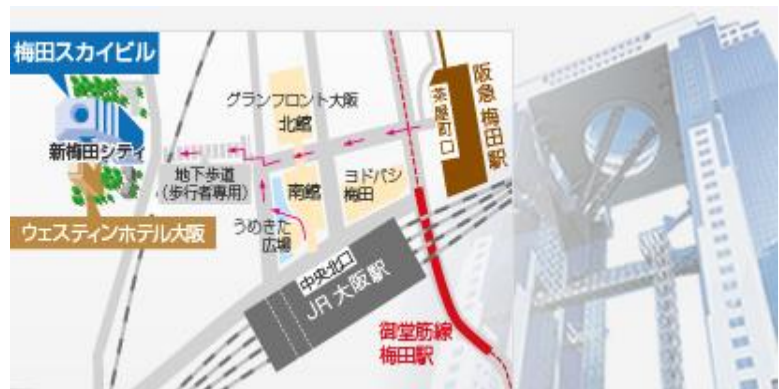 梅田スカイビル
グランフロント大阪
北館
新梅田シティ
地下歩道
(歩行者専用)
南館
ヨドバシ
梅田
茶屋町口
阪急梅田駅
ウェスティンホテル大阪
うめきた
広場
中央北口
JR大阪駅
御堂筋線
梅田駅